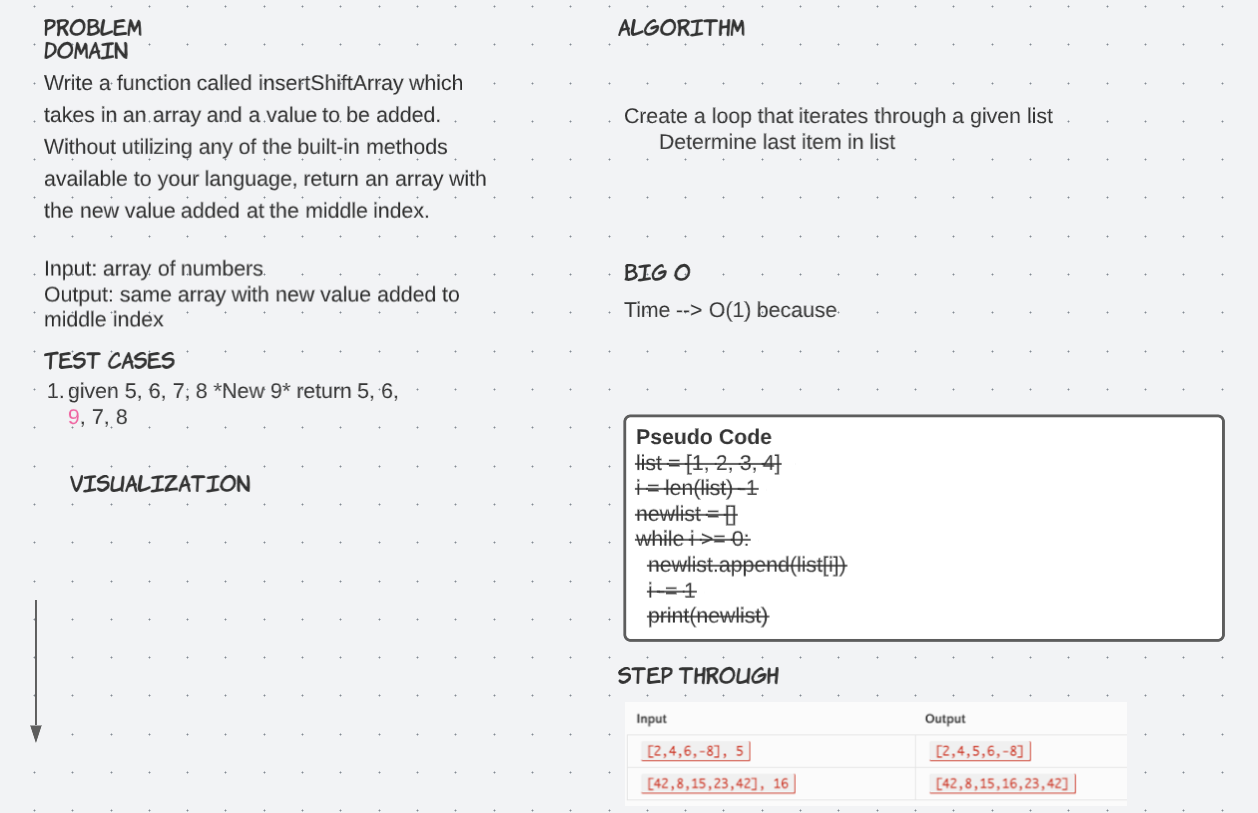 PROBLEM
DOMAIN
Write a function called insertShiftArray which
takes in an array and a value to be added.
Without utilizing any of the built-in methods
available to your language, return an array with
the new value added at the middle index.
Input: array of numbers
Output: same array with new value added to
middle index
TEST CASES
1. given 5, 6, 7, 8 *New 9* return 5, 6,
9, 7, 8
VISUALIZATION
ALGORITHM
Create a loop that iterates through a given list
Determine last item in list
BIG O
Time --> O(1) because
Pseudo Code
list = [1, 2, 3, 4]
i = len(list) -1
newlist = []
while i >= 0:
newlist.append(list[i])
i -= 1
print(newlist)
STEP THROUGH
Input Output
[2,4,6,-8], 5 [2,4,5,6,-8]
[42,8,15,23,42], 16 [42,8,15,16,23,42]